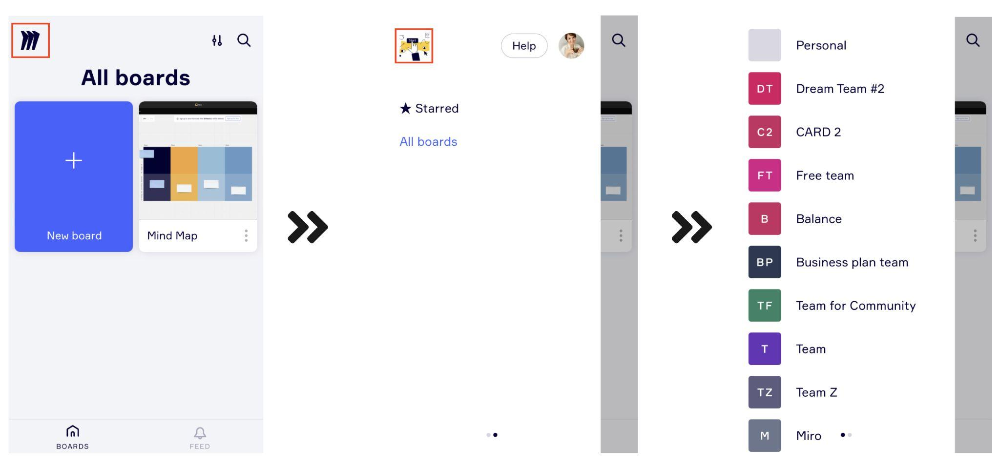 All boards
New board
Mind Map
BOARDS
FEED
Start
Help
★ Starred
All boards
Personal
DT
Dream Team #2
C2
CARD 2
FT
Free team
B
Balance
BP
Business plan team
TF
Team for Community
T
Team
TZ
Team Z
M
Miro